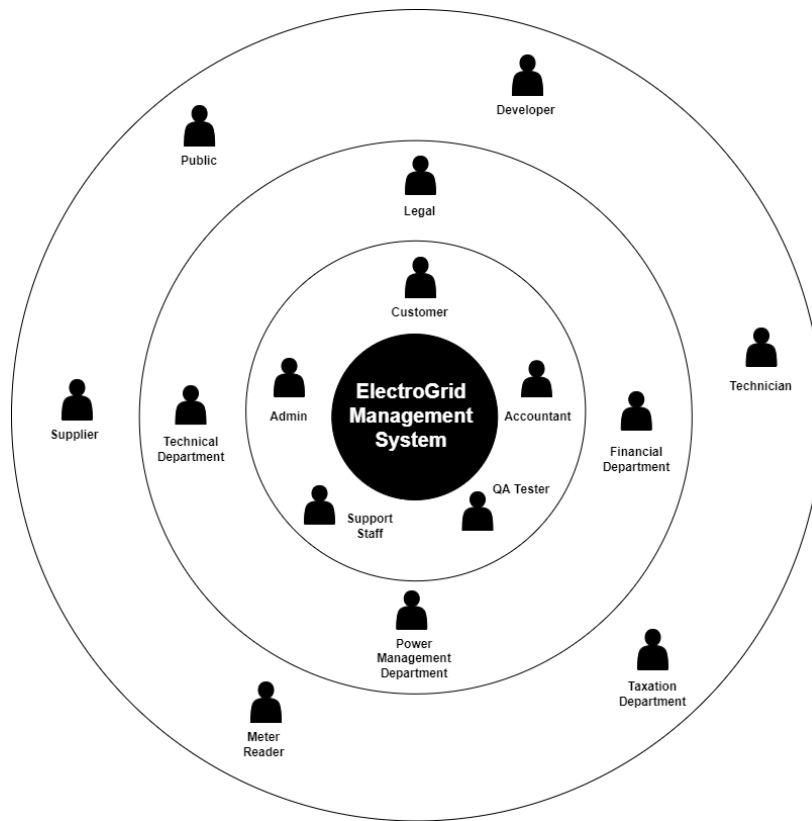 Developer
Public
Legal
Customer
ElectroGrid
Management
System
Admin
Accountant
Technician
Supplier
Technical
Department
Financial
Department
QA Tester
Support
Staff
Power
Management
Department
Taxation
Department
Meter
Reader